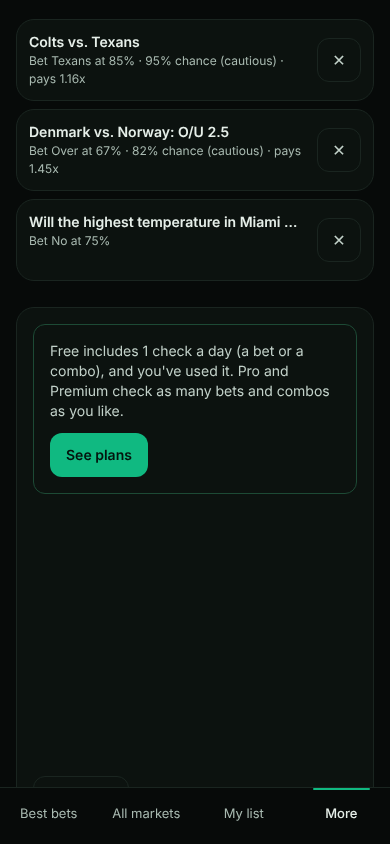 Colts vs. Texans
Bet Texans at 85% · 95% chance (cautious) ·
pays 1.16x
Denmark vs. Norway: O/U 2.5
Bet Over at 67% · 82% chance (cautious) · pays
1.45x
Will the highest temperature in Miami ...
Bet No at 75%
Free includes 1 check a day (a bet or a
combo), and you've used it. Pro and
Premium check as many bets and combos
as you like.
See plans
Best bets
All markets
My list
More